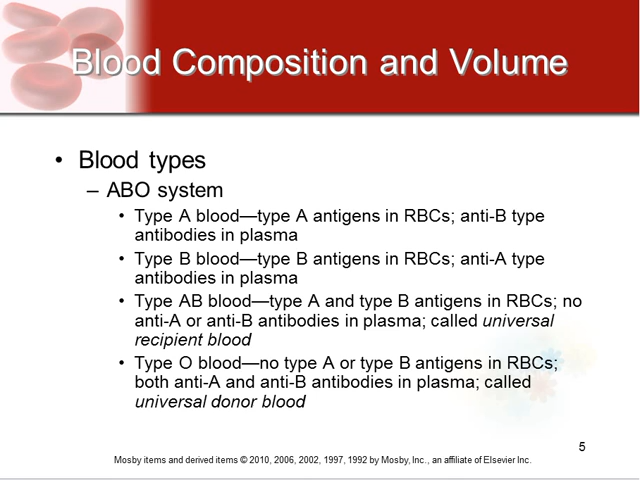 Blood Composition and Volume
• Blood types
– ABO system
• Type A blood—type A antigens in RBCs; anti-B type
antibodies in plasma
• Type B blood—type B antigens in RBCs; anti-A type
antibodies in plasma
• Type AB blood—type A and type B antigens in RBCs; no
anti-A or anti-B antibodies in plasma; called universal
recipient blood
• Type O blood—no type A or type B antigens in RBCs;
both anti-A and anti-B antibodies in plasma; called
universal donor blood
5
Mosby items and derived items © 2010, 2006, 2002, 1997, 1992 by Mosby, Inc., an affiliate of Elsevier Inc.